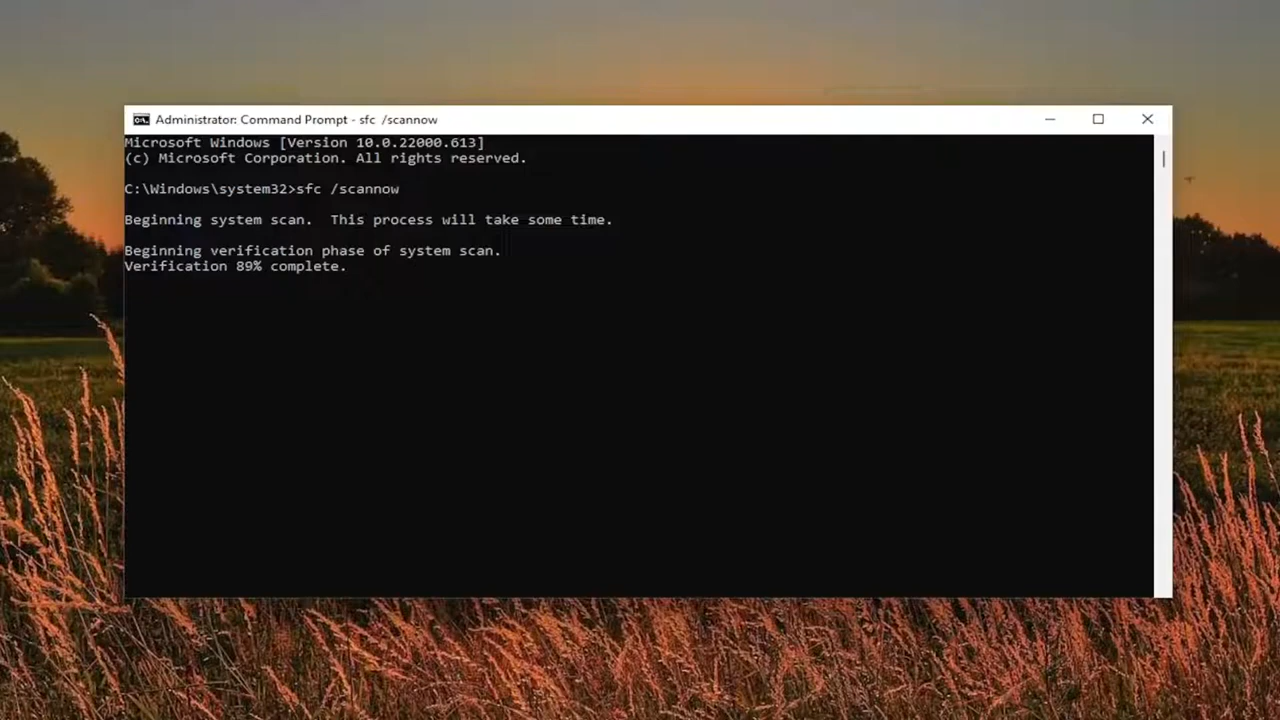 Administrator: Command Prompt - sfc  /scannow
Microsoft Windows [Version 10.0.22000.613]
(c) Microsoft Corporation. All rights reserved.
C:\Windows\system32>sfc /scannow
Beginning system scan.  This process will take some time.
Beginning verification phase of system scan.
Verification 89% complete.